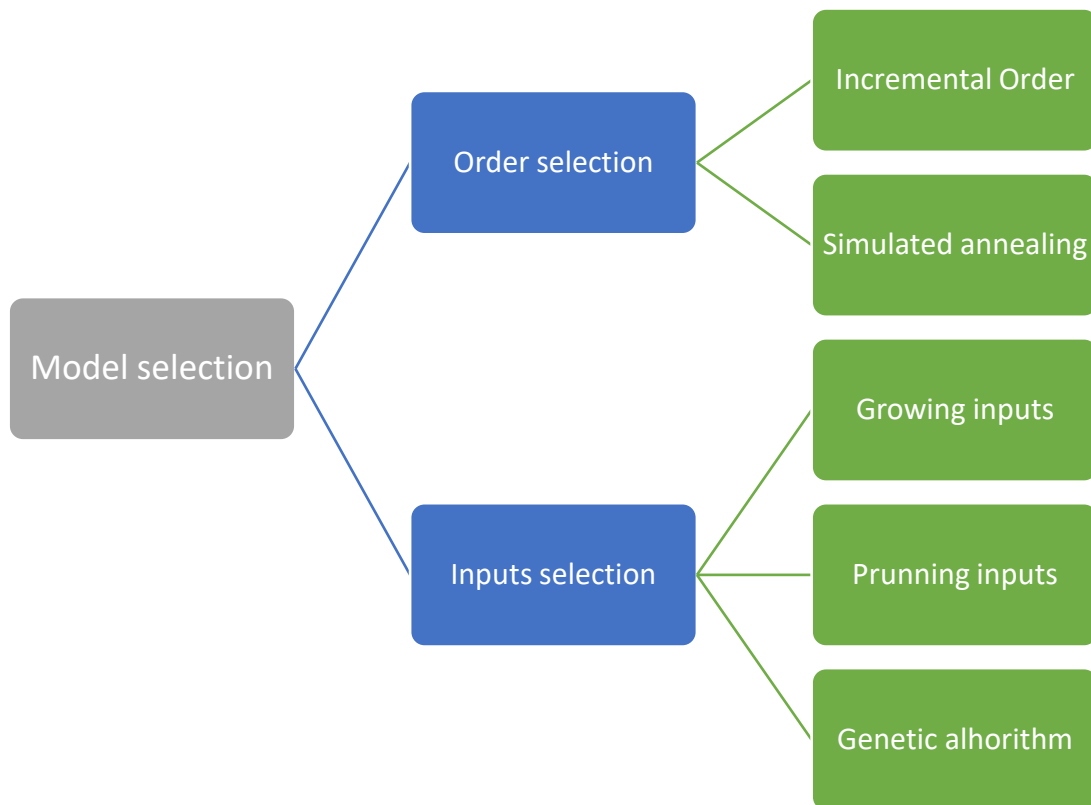 Model selection
Order selection
Incremental Order
Simulated annealing
Inputs selection
Growing inputs
Prunning inputs
Genetic alhorithm